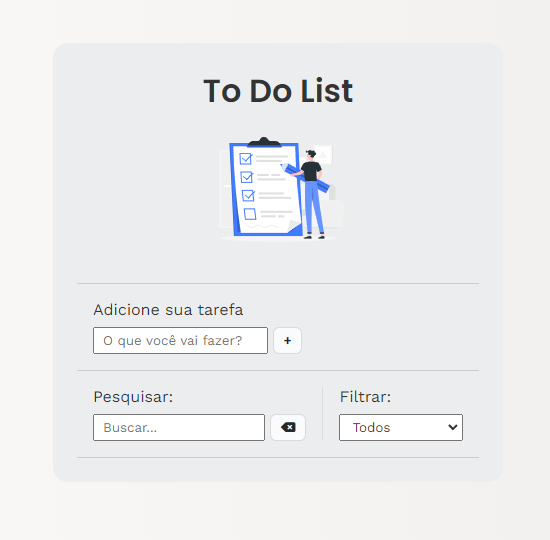 To Do List
Adicione sua tarefa
O que você vai fazer?
+
Pesquisar:
Filtrar:
Buscar...
Todos